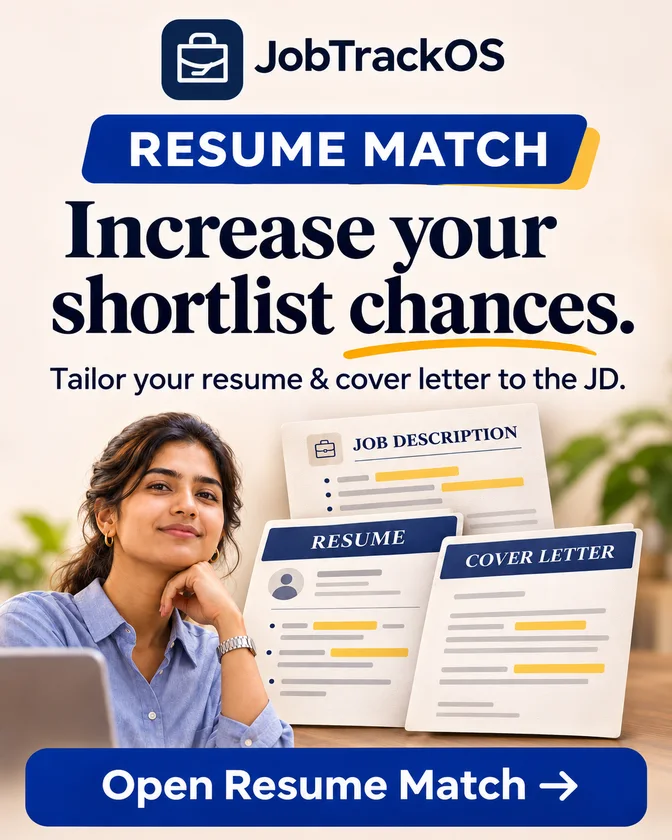 JobTrackOS
RESUME MATCH
Increase your
shortlist chances.
Tailor your resume & cover letter to the JD.
JOB DESCRIPTION
RESUME
COVER LETTER
Open Resume Match →